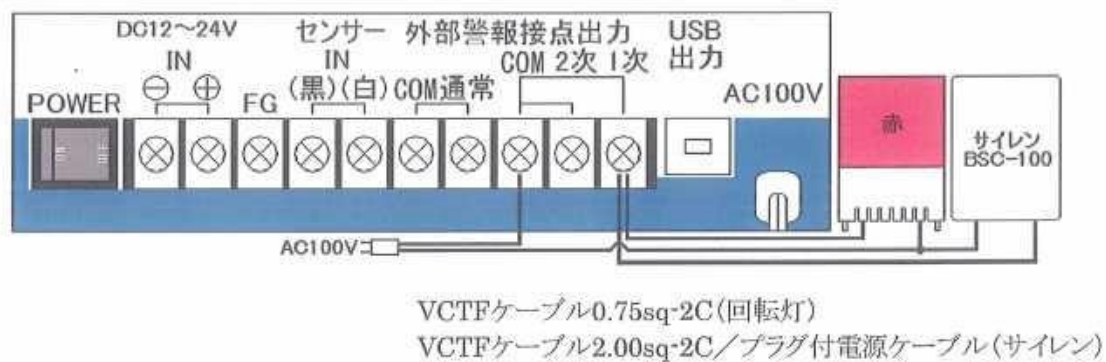 DC12～24V センサー 外部警報接点出力 USB
IN IN COM 2次 1次 出力
⊖ ⊕ (黒)(白) COM通常
POWER FG AC100V
赤
サイレン
BSC-100
AC100V
VCTFケーブル0.75sq-2C(回転灯)
VCTFケーブル2.00sq-2C／プラグ付電源ケーブル(サイレン)